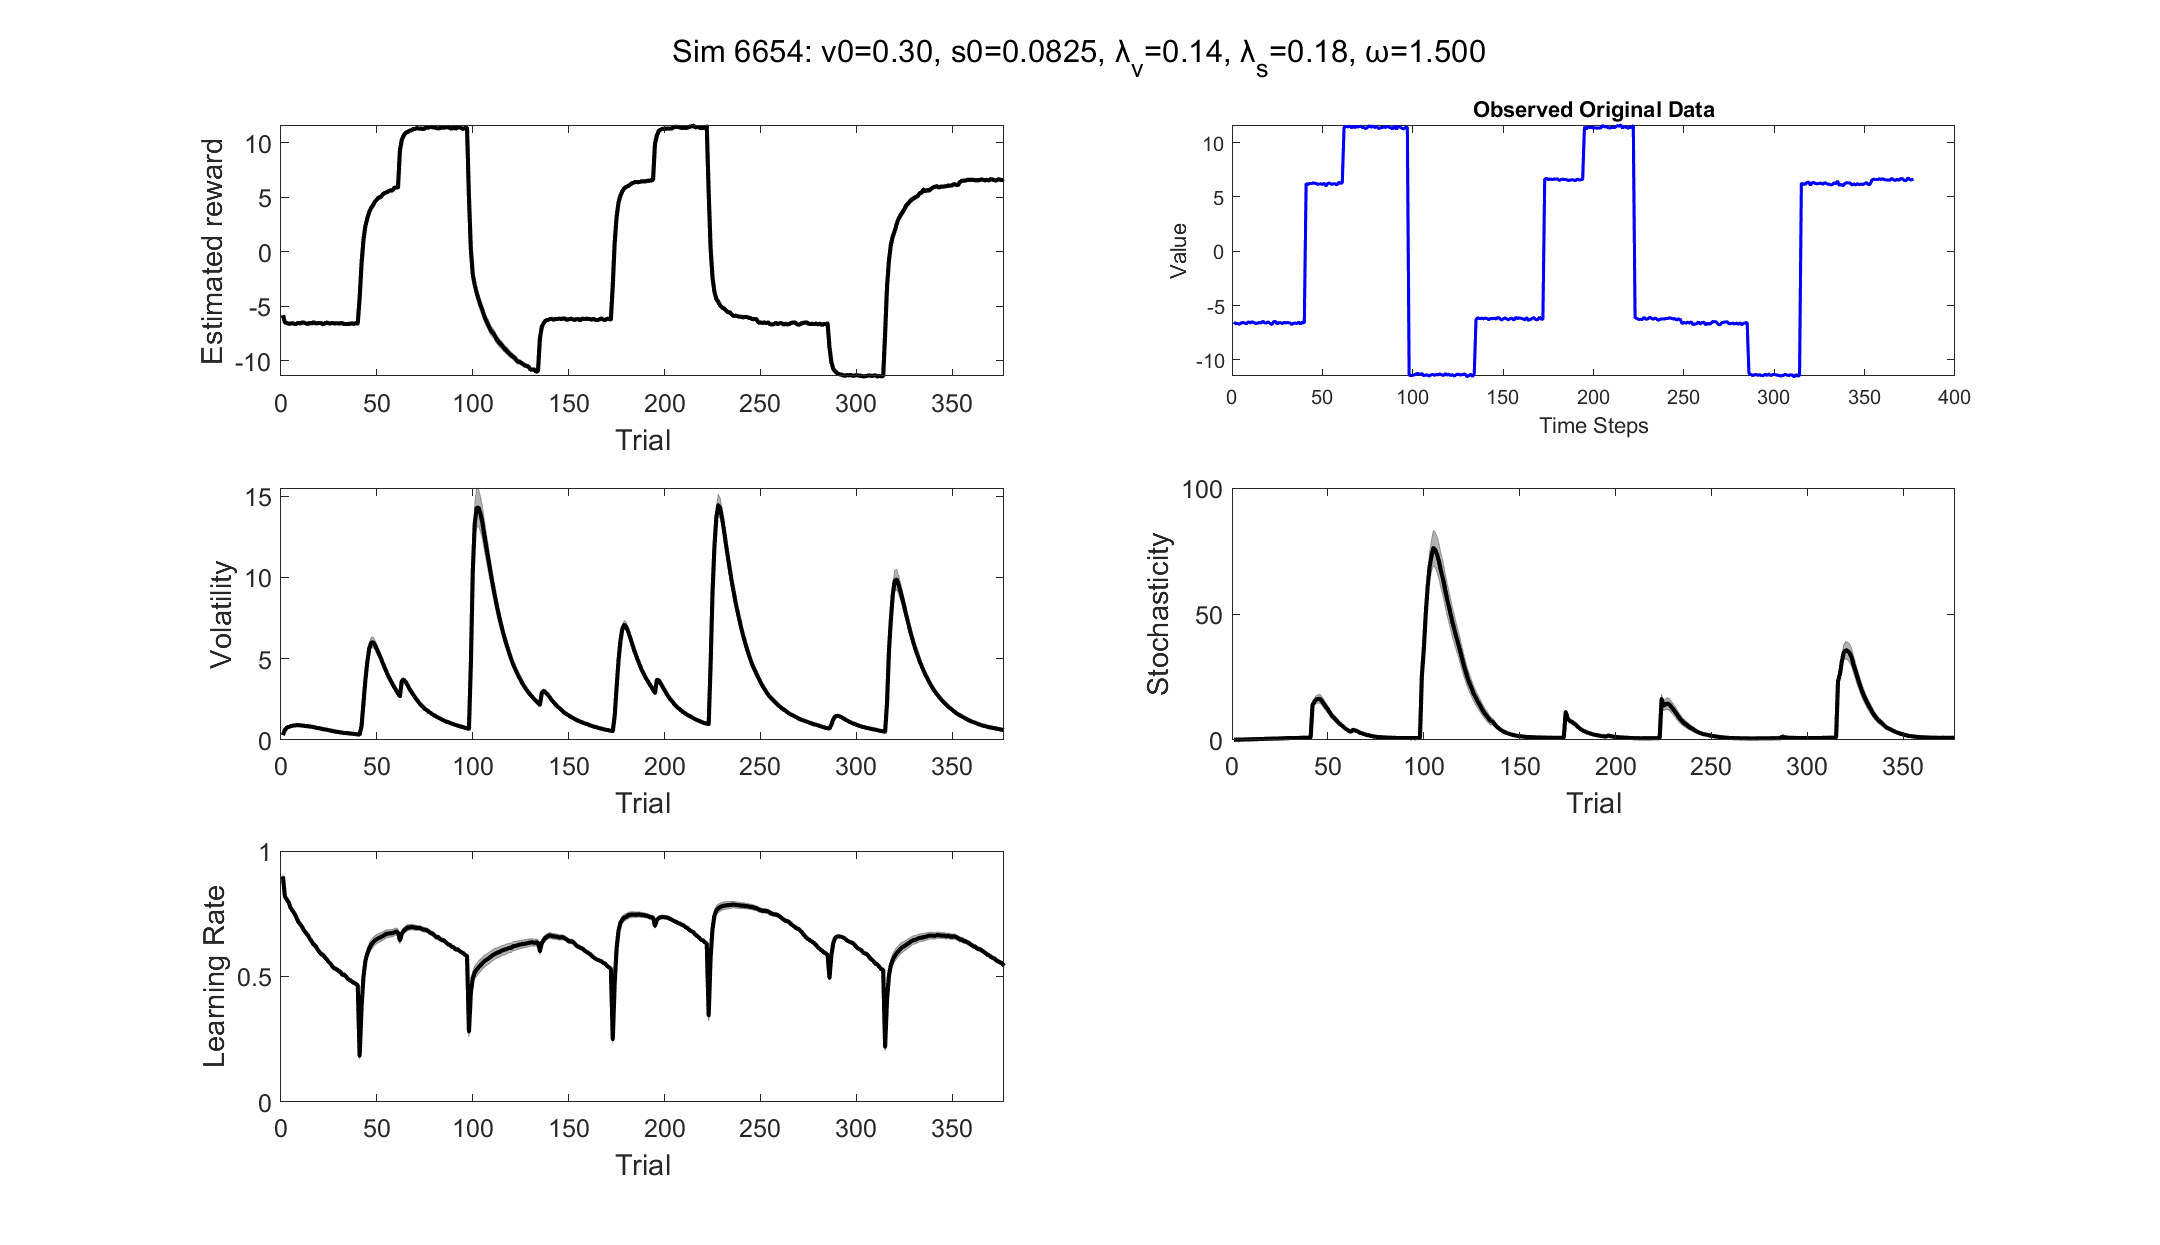 Sim 6654: v0=0.30, s0=0.0825, λv=0.14, λs=0.18, ω=1.500
Estimated reward
10
5
0
-5
-10
0 50 100 150 200 250 300 350
Trial
Observed Original Data
Value
10
5
0
-5
-10
0 50 100 150 200 250 300 350 400
Time Steps
Volatility
15
10
5
0
0 50 100 150 200 250 300 350
Trial
Stochasticity
100
50
0
0 50 100 150 200 250 300 350
Trial
Learning Rate
1
0.5
0
0 50 100 150 200 250 300 350
Trial